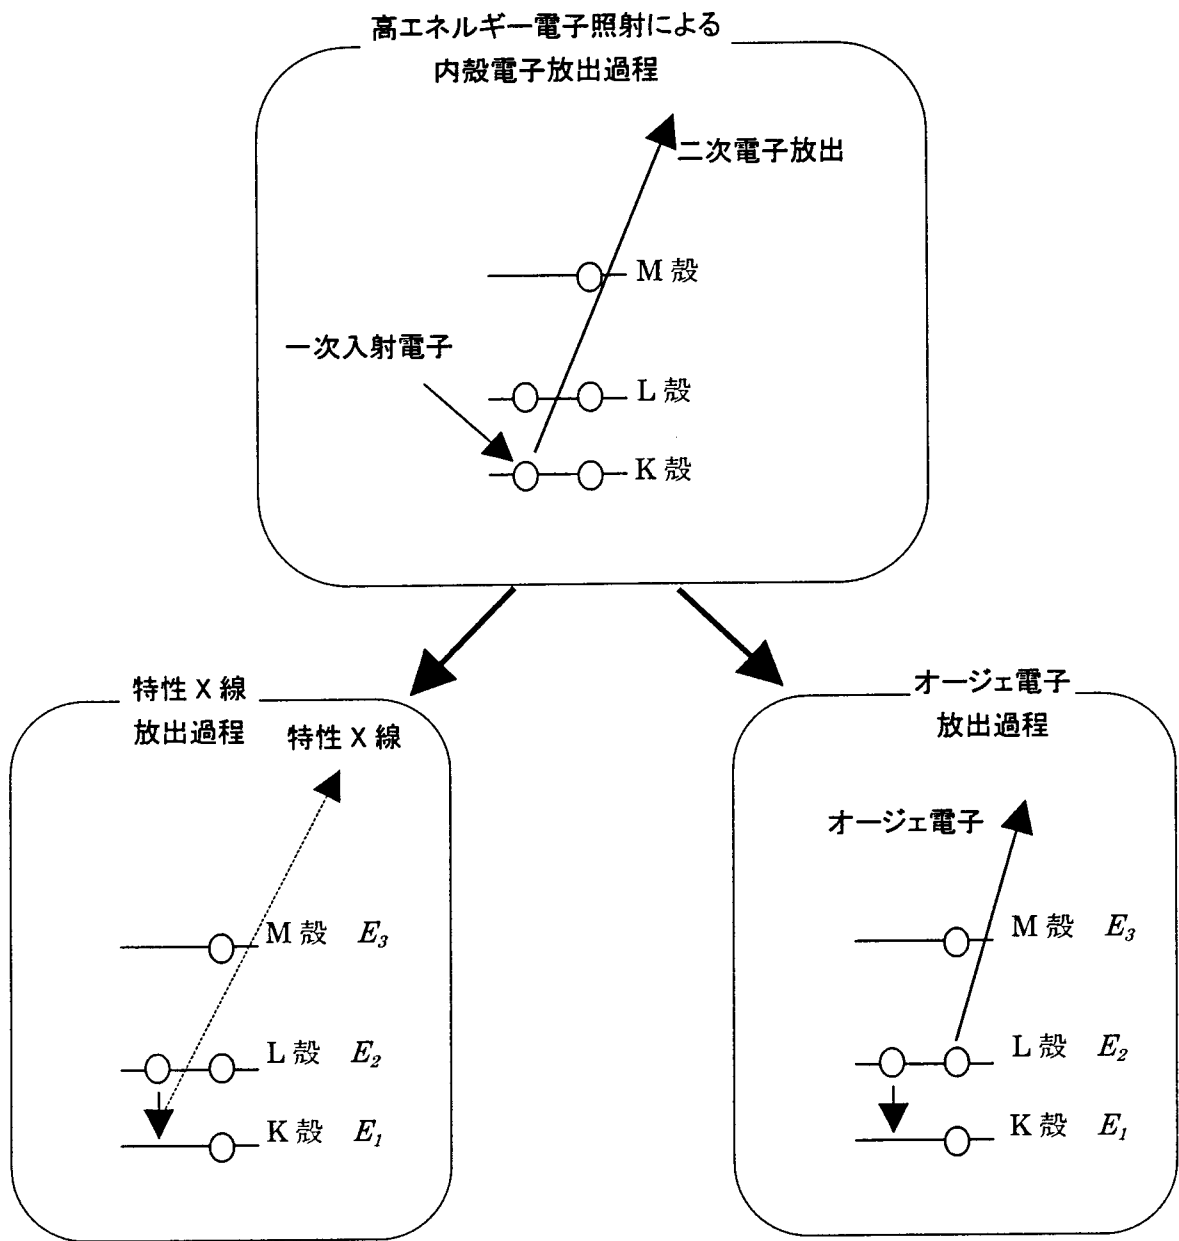 高エネルギー電子照射による
内殻電子放出過程
二次電子放出
M 殻
一次入射電子
L 殻
K 殻
特性 X 線
放出過程
特性 X 線
M 殻 E3
L 殻 E2
K 殻 E1
オージェ電子
放出過程
オージェ電子
M 殻 E3
L 殻 E2
K 殻 E1